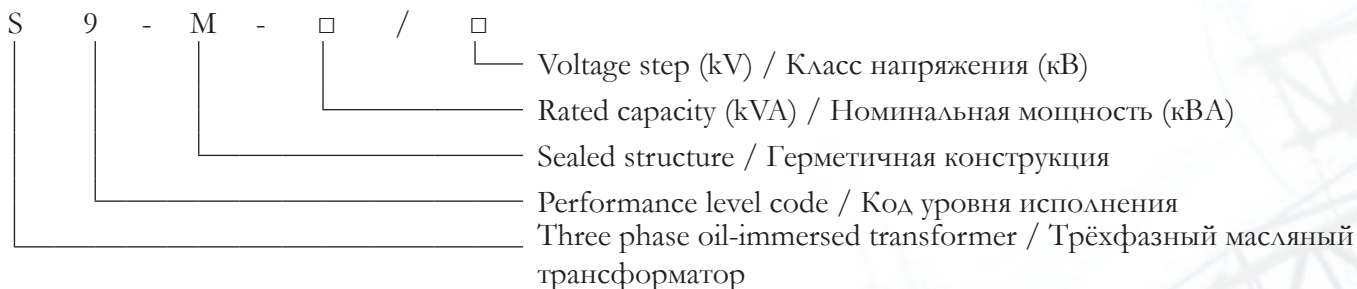 S 9 - M - □ / □
Voltage step (kV) / Класс напряжения (кВ)
Rated capacity (kVA) / Номинальная мощность (кВА)
Sealed structure / Герметичная конструкция
Performance level code / Код уровня исполнения
Three phase oil-immersed transformer / Трёхфазный масляный
трансформатор